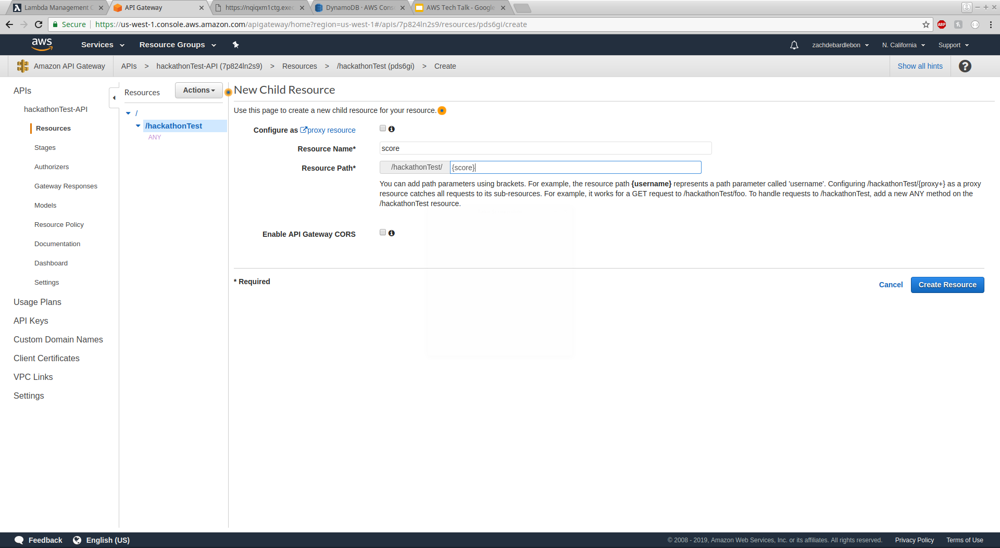 Lambda Management C
API Gateway
https://nqiqxm1ctg.exec
DynamoDB · AWS Cons
AWS Tech Talk - Google
Secure
https://us-west-1.console.aws.amazon.com/apigateway/home?region=us-west-1#/apis/7p824ln2s9/resources/pds6gi/create
ABP
aws
Services
Resource Groups
zachdebardlebon
N. California
Support
Amazon API Gateway
APIs > hackathonTest-API (7p824ln2s9) > Resources > /hackathonTest (pds6gi) > Create
Show all hints
?
APIs
hackathonTest-API
Resources
Stages
Authorizers
Gateway Responses
Models
Resource Policy
Documentation
Dashboard
Settings
Usage Plans
API Keys
Custom Domain Names
Client Certificates
VPC Links
Settings
Resources
Actions
/
/hackathonTest
ANY
New Child Resource
Use this page to create a new child resource for your resource.
Configure as proxy resource
Resource Name*
score
Resource Path*
/hackathonTest/
{score}
You can add path parameters using brackets. For example, the resource path {username} represents a path parameter called 'username'. Configuring /hackathonTest/{proxy+} as a proxy
resource catches all requests to its sub-resources. For example, it works for a GET request to /hackathonTest/foo. To handle requests to /hackathonTest, add a new ANY method on the
/hackathonTest resource.
Enable API Gateway CORS
* Required
Cancel
Create Resource
Feedback
English (US)
© 2008 - 2019, Amazon Web Services, Inc. or its affiliates. All rights reserved.
Privacy Policy
Terms of Use